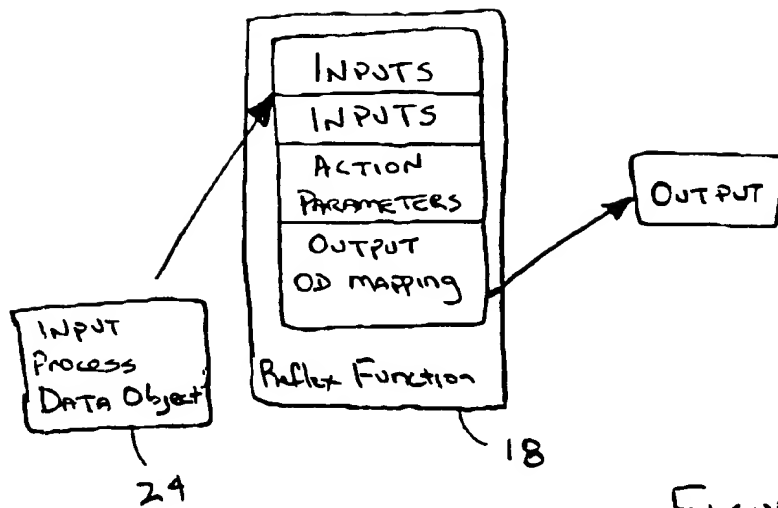 INPUTS
INPUTS
ACTION
PARAMETERS
OUTPUT
OD MAPPING
Reflex Function
18
OUTPUT
INPUT
Process
DATA Object
24